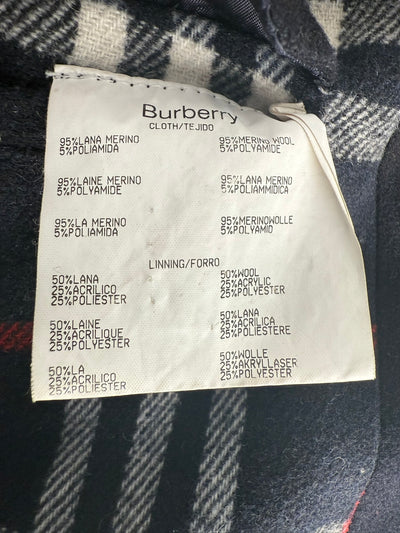 Burberry
CLOTH/TEJIDO
95%LANA MERINO
5%POLIAMIDA
95%MERINO WOOL
5%POLYAMIDE
95%LAINE MERINO
5%POLYAMIDE
95%LANA MERINO
5%POLIAMMIDICA
95%LA MERINO
5%POLIAMIDA
95%MERINOWOLLE
5%POLYAMID
LINNING/FORRO
50%LANA
25%ACRILICO
25%POLIESTER
50%WOOL
25%ACRYLIC
25%POLYESTER
50%LAINE
25%ACRILIQUE
25%POLYESTER
50%LANA
25%ACRILICA
25%POLIESTERE
50%LA
25%ACRILICO
25%POLIESTER
50%WOLLE
25%AKRYLLASER
25%POLYESTER